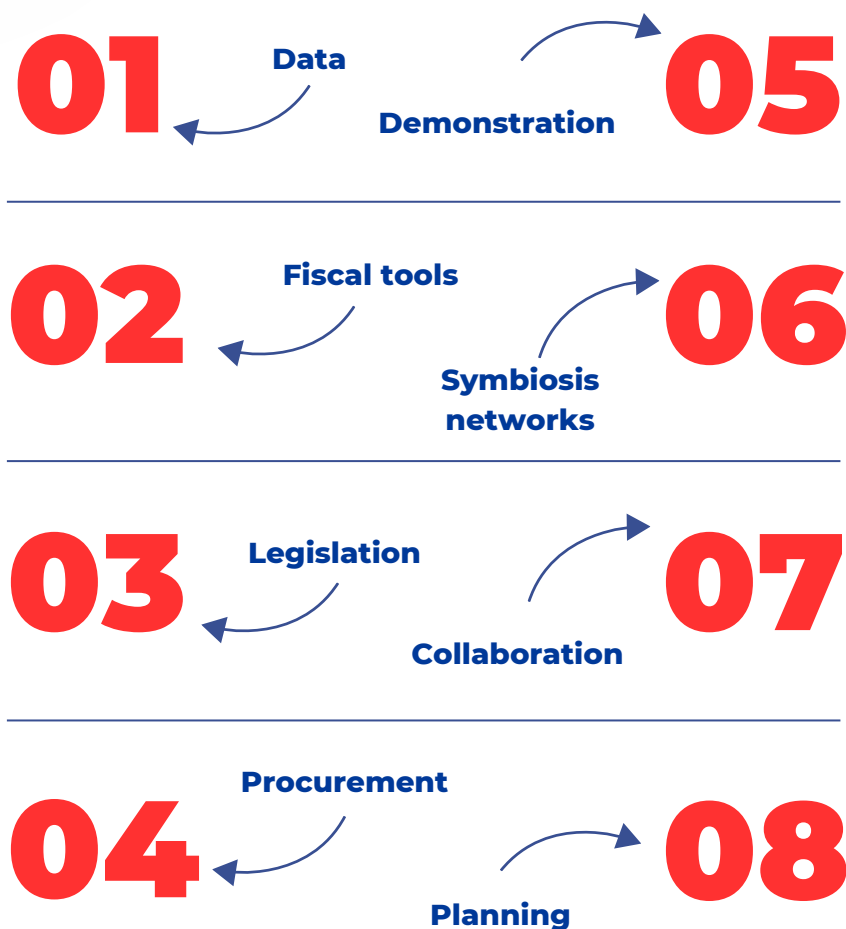 01
Data
Demonstration
05
02
Fiscal tools
Symbiosis
networks
06
03
Legislation
Collaboration
07
04
Procurement
Planning
08